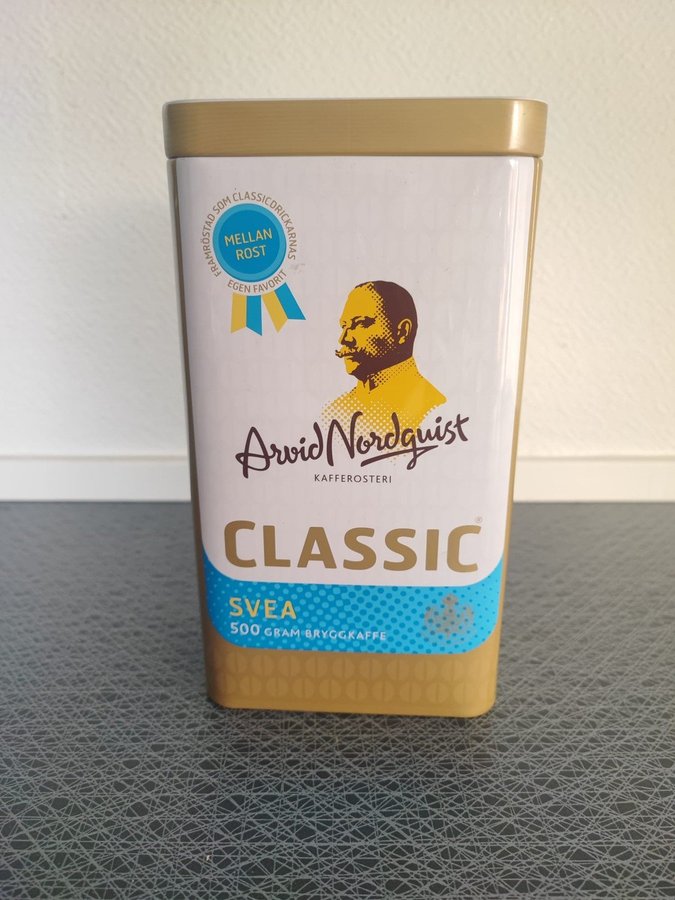 FRAMRÖSTAD SOM CLASSICDRICKARNAS
EGEN FAVORIT
MELLAN
ROST
Arvid Nordquist
KAFFEROSTERI
CLASSIC®
SVEA
500 GRAM BRYGGKAFFE